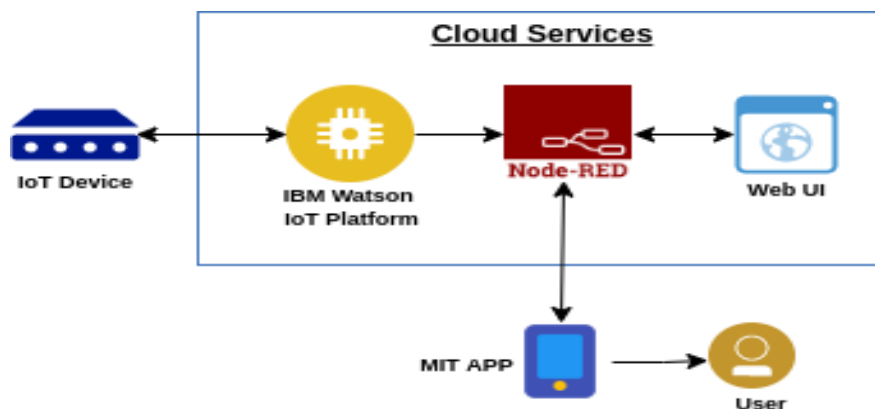 Cloud Services
IoT Device
IBM Watson
IoT Platform
Node-RED
Web UI
MIT APP
User